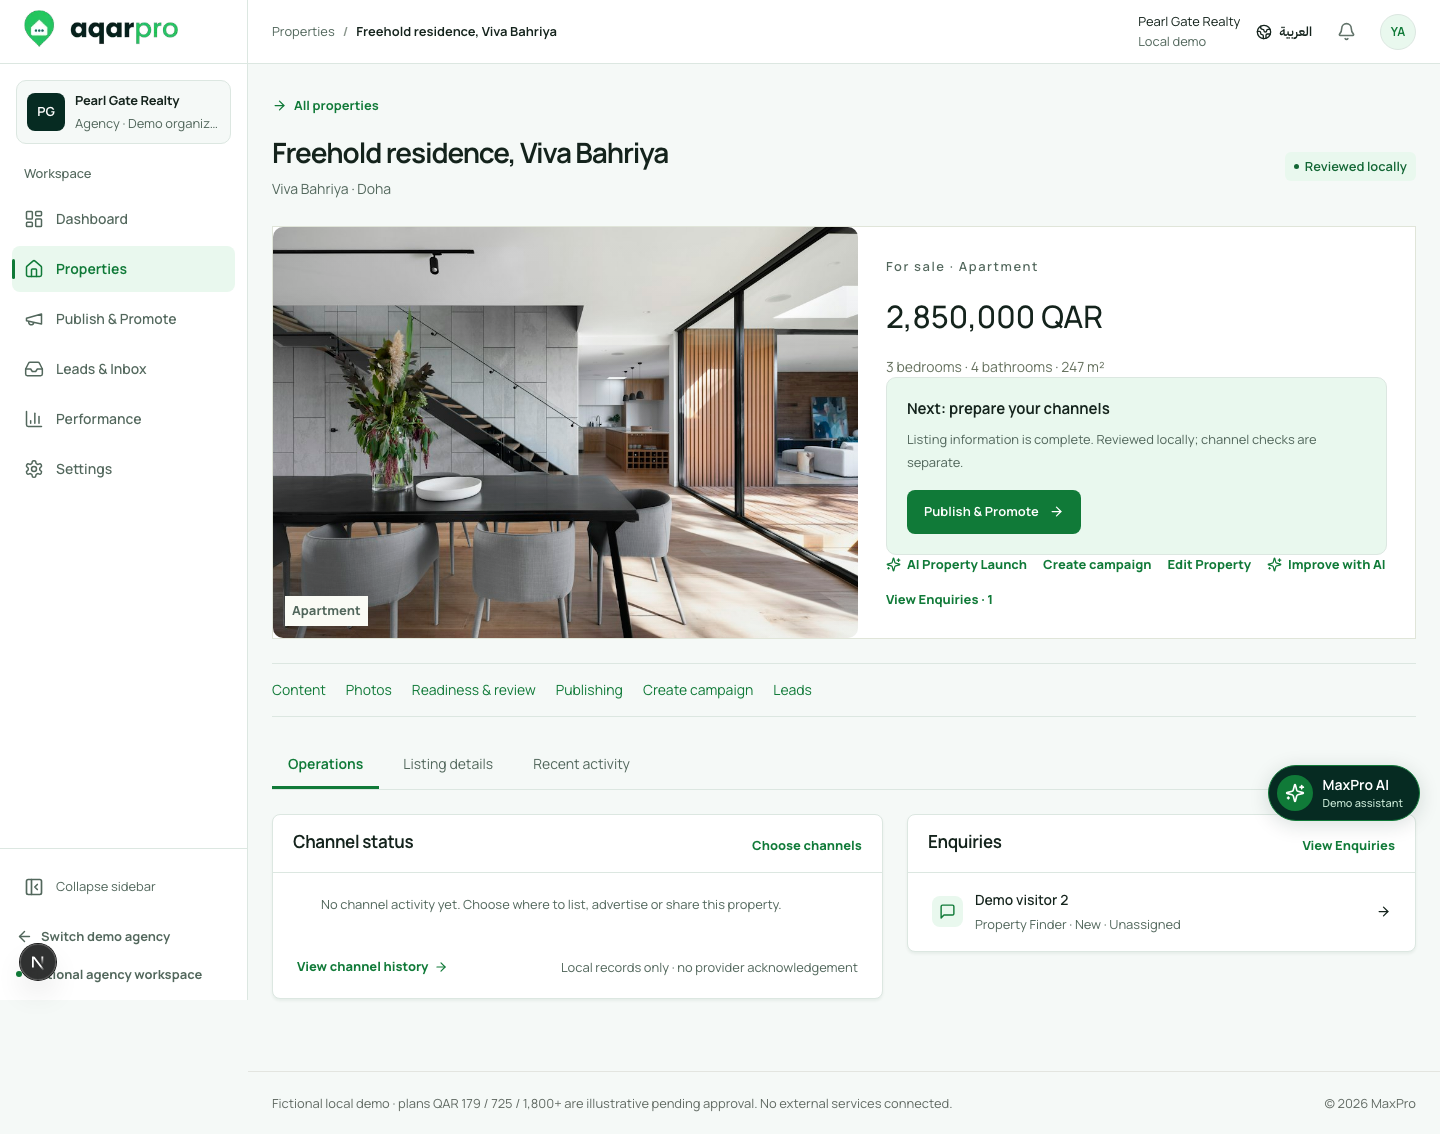 aqarpro
Properties / Freehold residence, Viva Bahriya
Pearl Gate Realty
Local demo
العربية
YA
PG
Pearl Gate Realty
Agency · Demo organiz...
Workspace
Dashboard
Properties
Publish & Promote
Leads & Inbox
Performance
Settings
Collapse sidebar
Switch demo agency
ional agency workspace
N
All properties
Freehold residence, Viva Bahriya
Viva Bahriya · Doha
Reviewed locally
Apartment
For sale · Apartment
2,850,000 QAR
3 bedrooms · 4 bathrooms · 247 m²
Next: prepare your channels
Listing information is complete. Reviewed locally; channel checks are
separate.
Publish & Promote
AI Property Launch
Create campaign
Edit Property
Improve with AI
View Enquiries · 1
Content
Photos
Readiness & review
Publishing
Create campaign
Leads
Operations
Listing details
Recent activity
MaxPro AI
Demo assistant
Channel status
Choose channels
No channel activity yet. Choose where to list, advertise or share this property.
View channel history
Local records only · no provider acknowledgement
Enquiries
View Enquiries
Demo visitor 2
Property Finder · New · Unassigned
Fictional local demo · plans QAR 179 / 725 / 1,800+ are illustrative pending approval. No external services connected.
© 2026 MaxPro